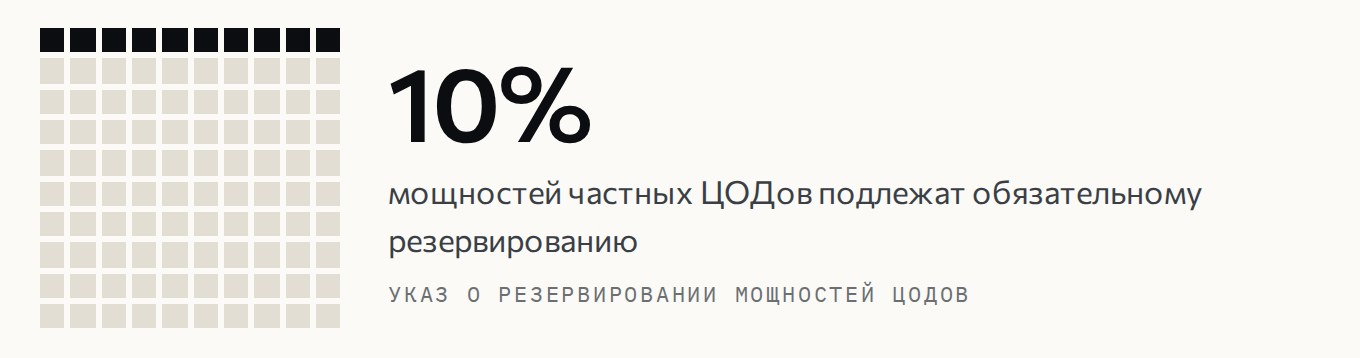 10%
мощностей частных ЦОДов подлежат обязательному
резервированию
УКАЗ О РЕЗЕРВИРОВАНИИ МОЩНОСТЕЙ ЦОДОВ